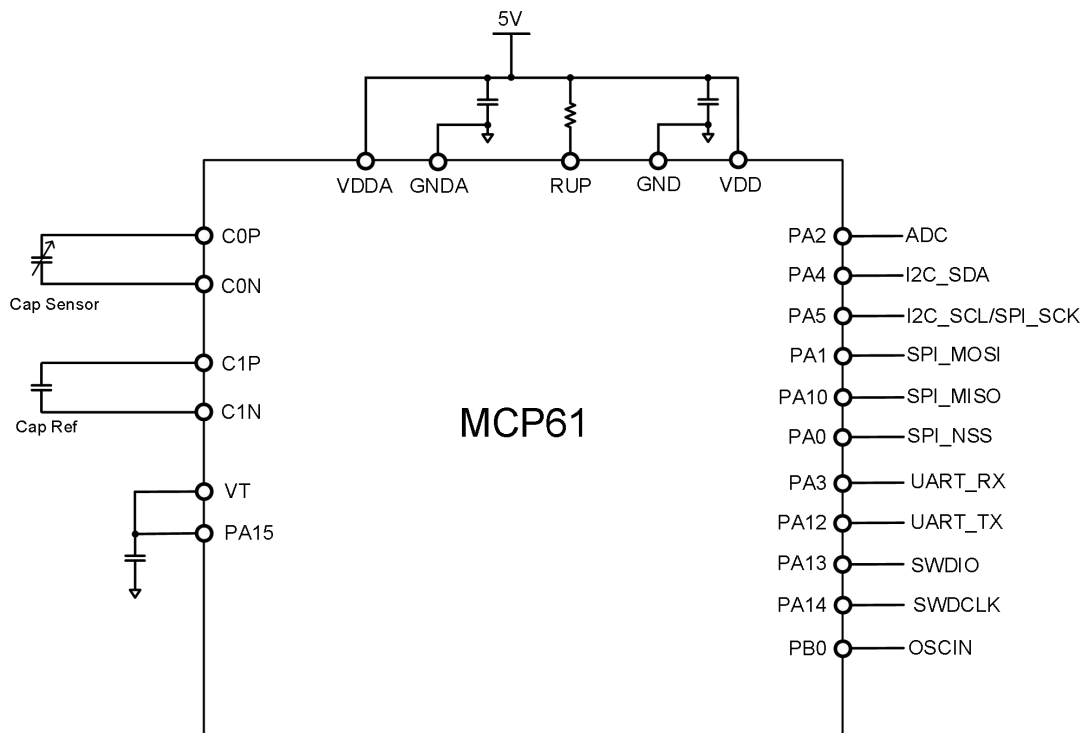 5V
VDDA
GNDA
RUP
GND
VDD
C0P
C0N
Cap Sensor
C1P
C1N
Cap Ref
VT
PA15
MCP61
PA2 ADC
PA4 I2C_SDA
PA5 I2C_SCL/SPI_SCK
PA1 SPI_MOSI
PA10 SPI_MISO
PA0 SPI_NSS
PA3 UART_RX
PA12 UART_TX
PA13 SWDIO
PA14 SWDCLK
PB0 OSCIN